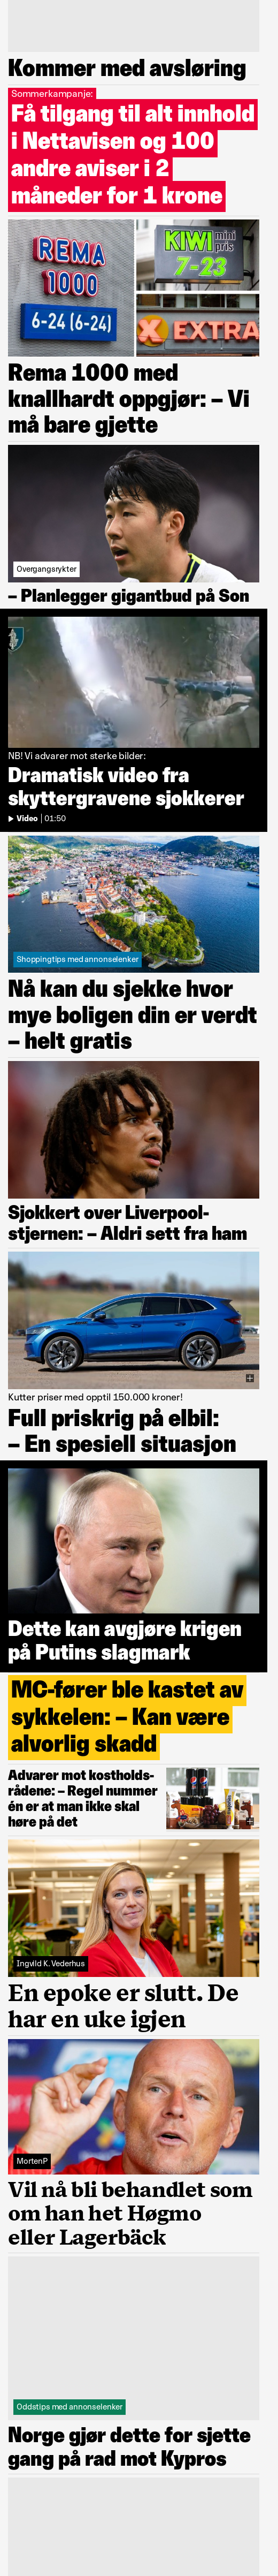 Kommer med avsløring
Sommerkampanje:
Få tilgang til alt innhold
i Nettavisen og 100
andre aviser i 2
måneder for 1 krone
REMA
1000
6-24 (6-24)
KIWI mini
pris
7-23
X EXTRA
Rema 1000 med
knallhardt oppgjør: – Vi
må bare gjette
Overgangsrykter
– Planlegger gigantbud på Son
NB! Vi advarer mot sterke bilder:
Dramatisk video fra
skyttergravene sjokkerer
Video | 01:50
Shoppingtips med annonselenker
Nå kan du sjekke hvor
mye boligen din er verdt
– helt gratis
Sjokkert over Liverpool-
stjernen: – Aldri sett fra ham
Kutter priser med opptil 150.000 kroner!
Full priskrig på elbil:
– En spesiell situasjon
Dette kan avgjøre krigen
på Putins slagmark
MC-fører ble kastet av
sykkelen: – Kan være
alvorlig skadd
Advarer mot kostholds-
rådene: – Regel nummer
én er at man ikke skal
høre på det
Ingvild K. Vederhus
En epoke er slutt. De
har en uke igjen
MortenP
Vil nå bli behandlet som
om han het Høgmo
eller Lagerbäck
Oddstips med annonselenker
Norge gjør dette for sjette
gang på rad mot Kypros